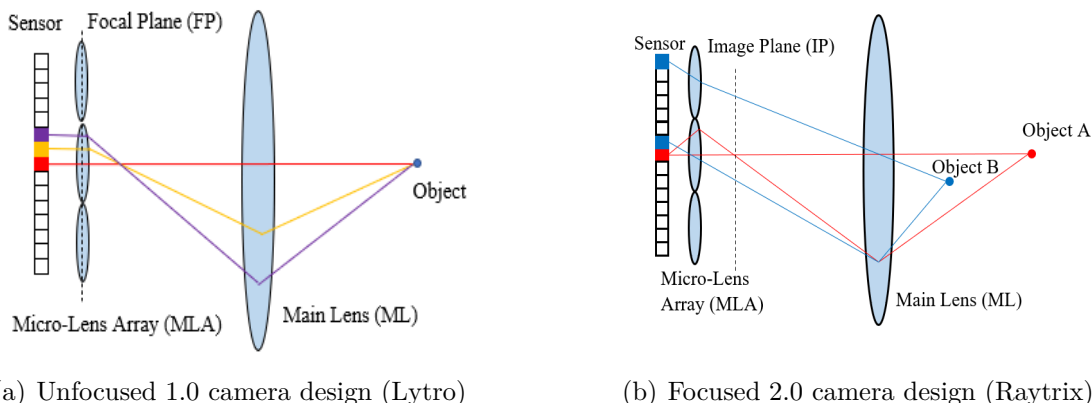 Sensor
Focal Plane (FP)
Object
Main Lens (ML)
Micro-Lens Array (MLA)
a) Unfocused 1.0 camera design (Lytro)
Sensor
Image Plane (IP)
Object A
Object B
Micro-Lens
Array (MLA)
Main Lens (ML)
(b) Focused 2.0 camera design (Raytrix)